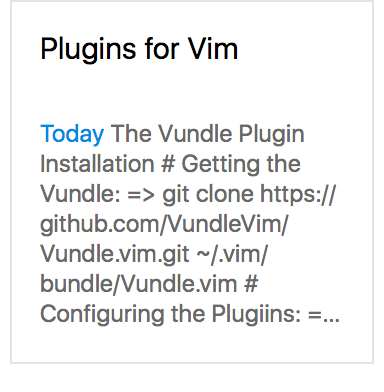 Plugins for Vim
Today The Vundle Plugin
Installation # Getting the
Vundle: => git clone https://
github.com/VundleVim/
Vundle.vim.git ~/.vim/
bundle/Vundle.vim #
Configuring the Plugiins: =...